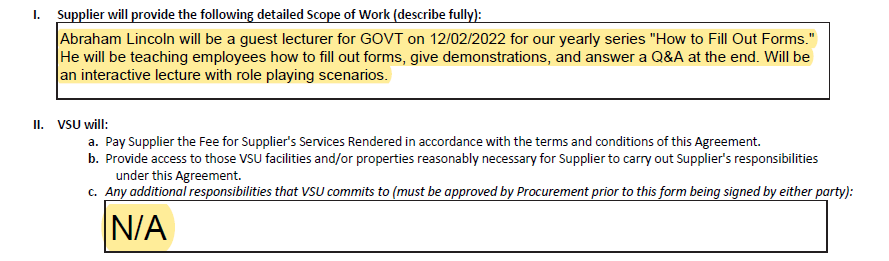 I. Supplier will provide the following detailed Scope of Work (describe fully):
Abraham Lincoln will be a guest lecturer for GOVT on 12/02/2022 for our yearly series "How to Fill Out Forms."
He will be teaching employees how to fill out forms, give demonstrations, and answer a Q&A at the end. Will be
an interactive lecture with role playing scenarios.
II. VSU will:
a. Pay Supplier the Fee for Supplier's Services Rendered in accordance with the terms and conditions of this Agreement.
b. Provide access to those VSU facilities and/or properties reasonably necessary for Supplier to carry out Supplier's responsibilities
under this Agreement.
c. Any additional responsibilities that VSU commits to (must be approved by Procurement prior to this form being signed by either party):
N/A